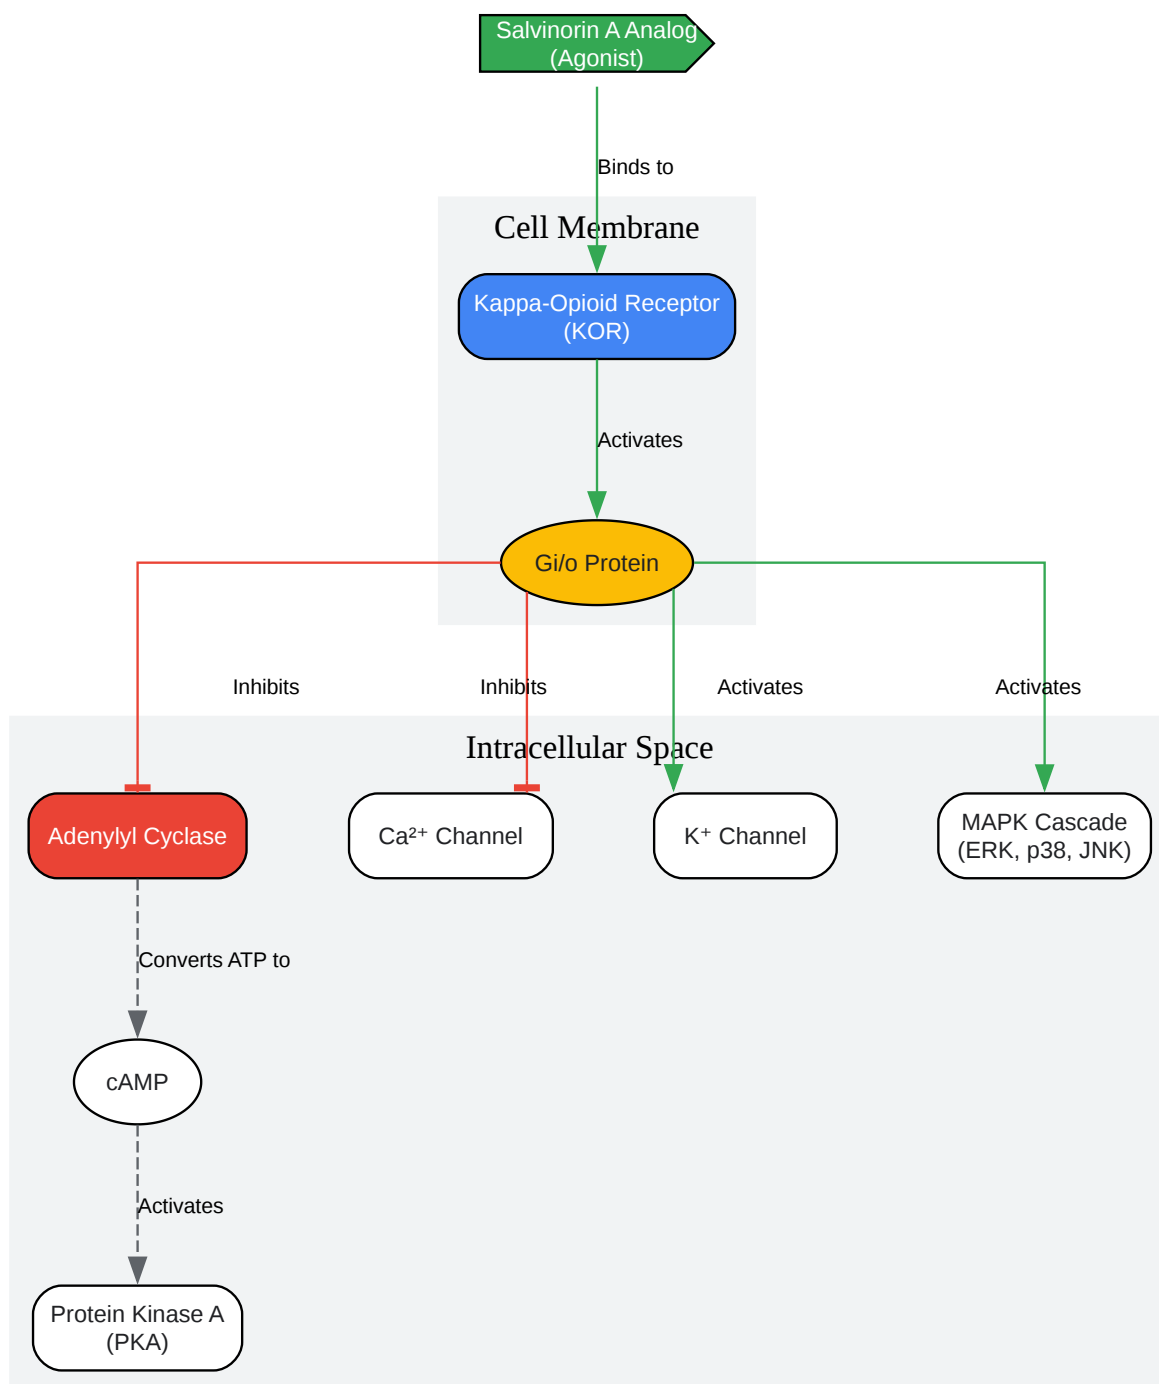 Salvinorin A Analog
(Agonist)
Binds to
Cell Membrane
Kappa-Opioid Receptor
(KOR)
Activates
Gi/o Protein
Inhibits
Inhibits
Activates
Activates
Intracellular Space
Adenylyl Cyclase
Ca²⁺ Channel
K⁺ Channel
MAPK Cascade
(ERK, p38, JNK)
Converts ATP to
cAMP
Activates
Protein Kinase A
(PKA)